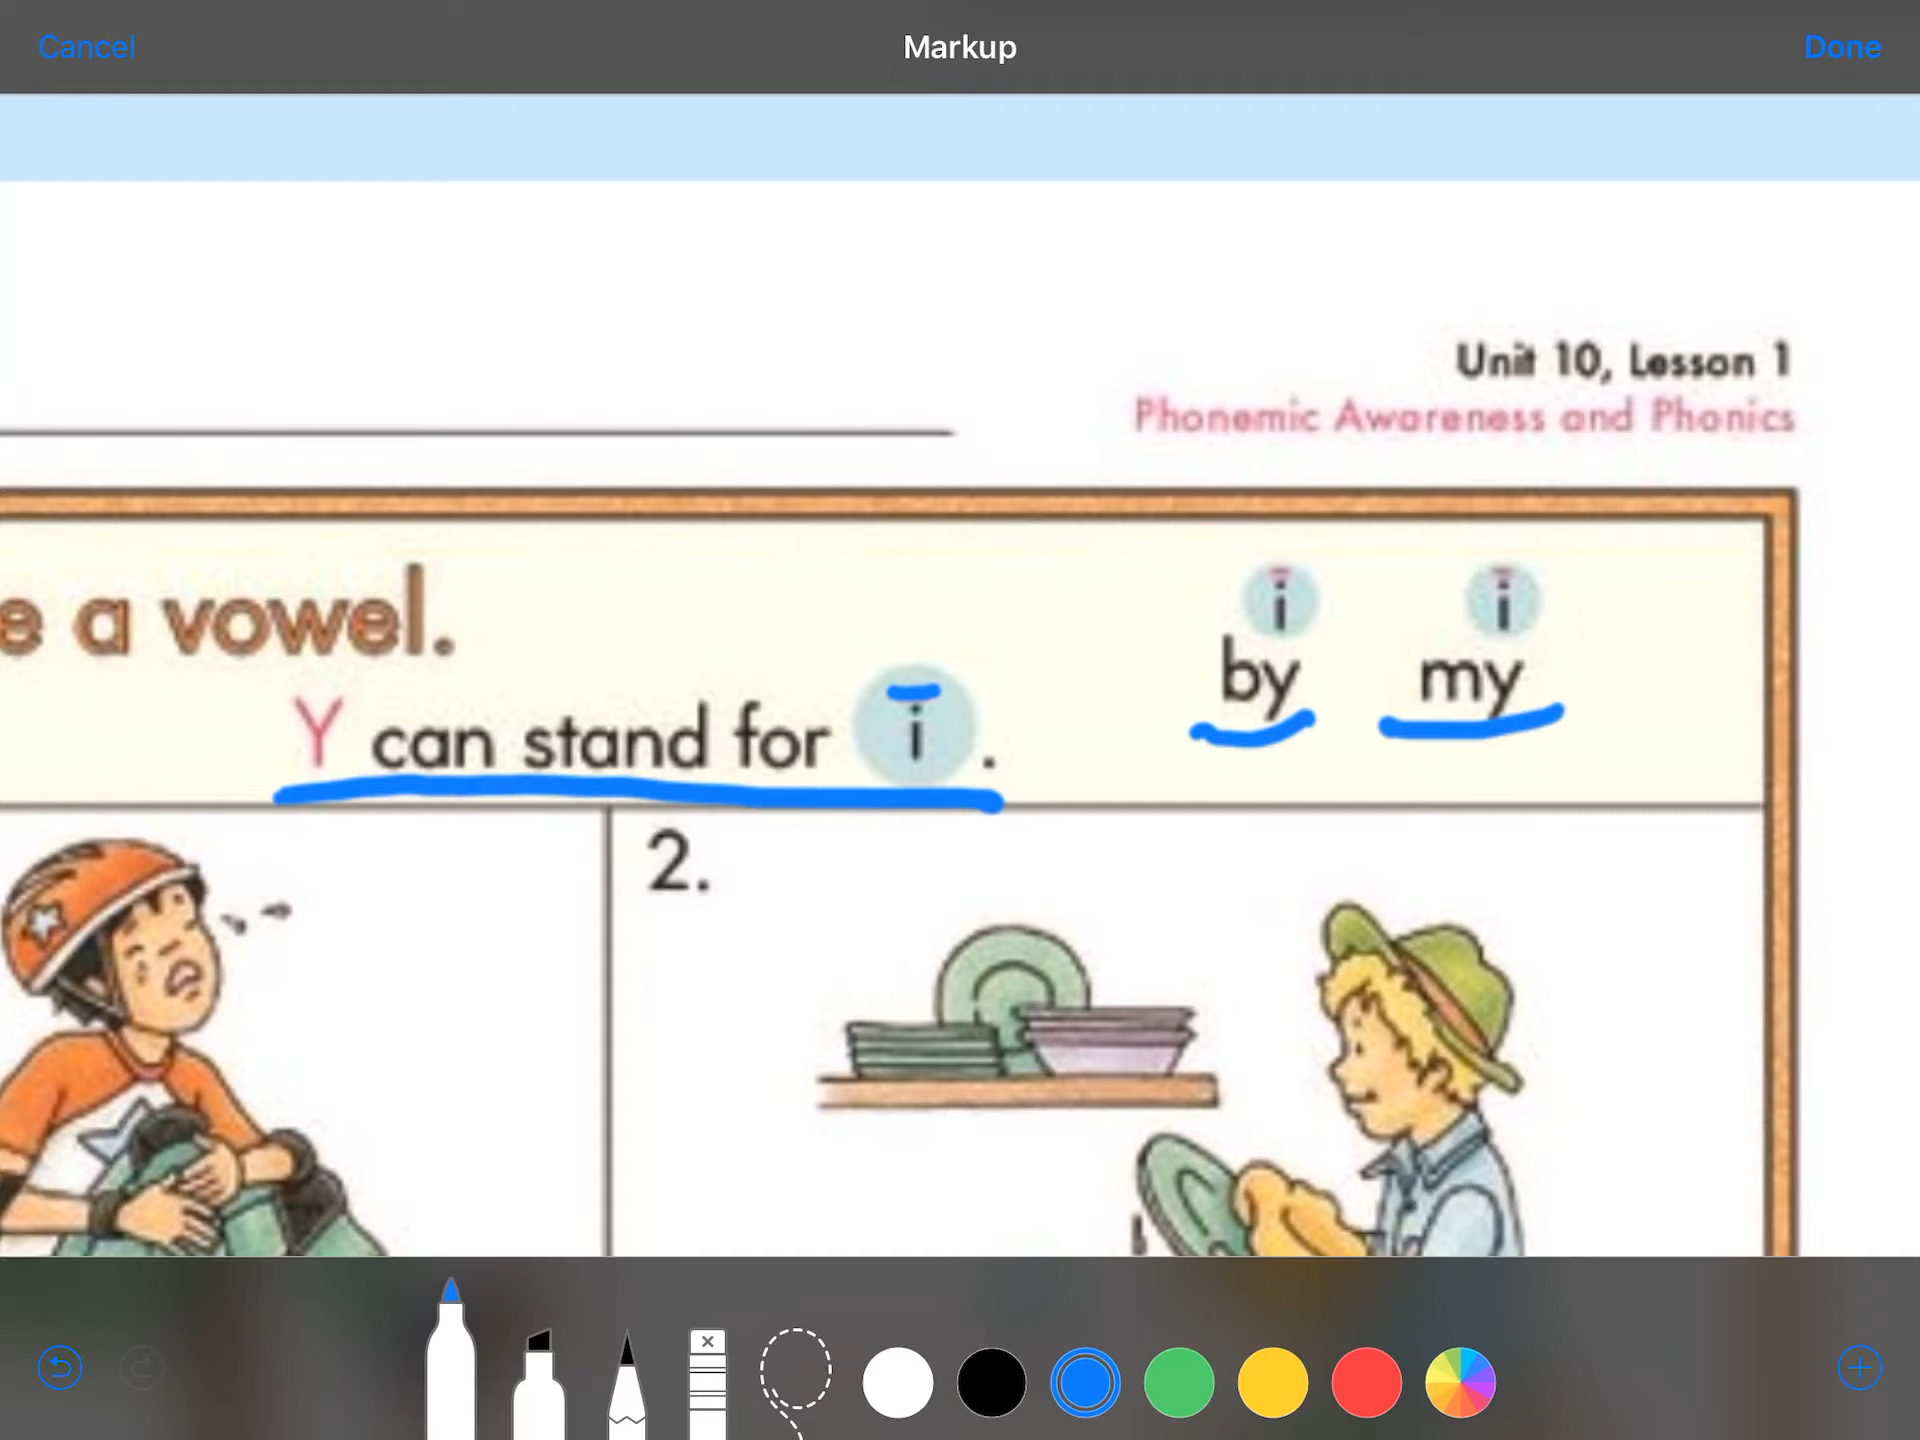 Cancel Markup Done
Unit 10, Lesson 1
Phonemic Awareness and Phonics
e a vowel.
ī ī
by my
Y can stand for ī.
2.